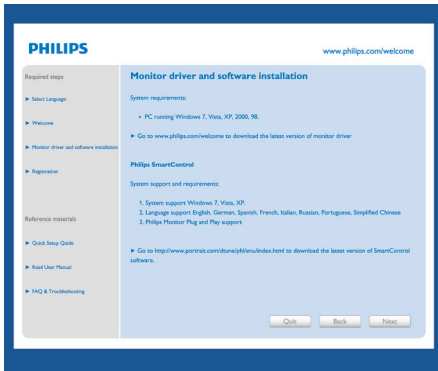 PHILIPS
www.philips.com/welcome
Required steps
Select Language
Welcome
Monitor driver and software installation
Registration
Reference materials
Quick Setup Guide
Read User Manual
FAQ & Troubleshooting
Monitor driver and software installation
System requirements:
• PC running Windows 7, Vista, XP, 2000, 98.
Go to www.philips.com/welcome to download the latest version of monitor driver
Philips SmartControl
System support and requirements:
1. System support Windows 7, Vista, XP.
2. Language support English, German, Spanish, French, Italian, Russian, Portuguese, Simplified Chinese
3. Philips Monitor Plug and Play support
Go to http://www.portrait.com/dtune/phl/enu/index.html to download the latest version of SmartControl
software.
Quit
Back
Next